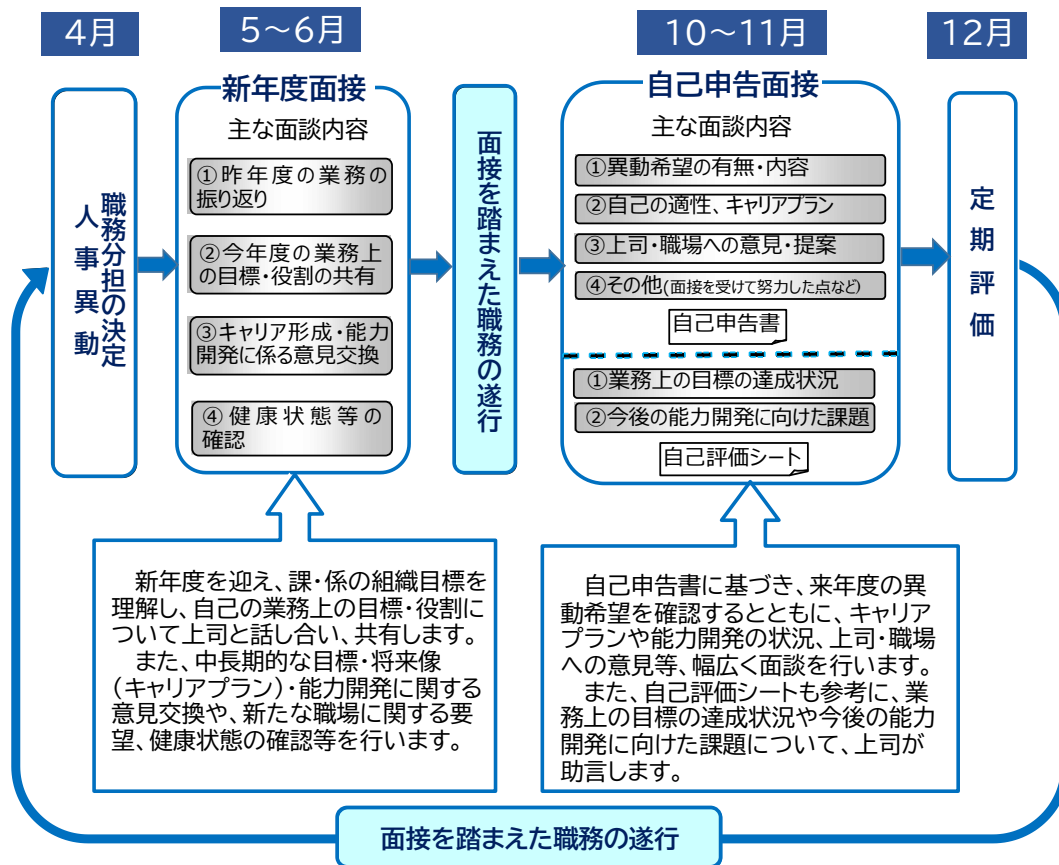 4月
5～6月
10～11月
12月
職務分担の決定
人事異動
新年度面接
主な面談内容
①昨年度の業務の
振り返り
②今年度の業務上
の目標・役割の共有
③キャリア形成・能力
開発に係る意見交換
④健康状態等の
確認
面接を踏まえた職務の遂行
自己申告面接
主な面談内容
①異動希望の有無・内容
②自己の適性、キャリアプラン
③上司・職場への意見・提案
④その他(面接を受けて努力した点など)
自己申告書
①業務上の目標の達成状況
②今後の能力開発に向けた課題
自己評価シート
定期評価
新年度を迎え、課・係の組織目標を
理解し、自己の業務上の目標・役割に
ついて上司と話し合い、共有します。
また、中長期的な目標・将来像
（キャリアプラン）・能力開発に関する
意見交換や、新たな職場に関する要
望、健康状態の確認等を行います。
自己申告書に基づき、来年度の異
動希望を確認するとともに、キャリア
プランや能力開発の状況、上司・職場
への意見等、幅広く面談を行います。
また、自己評価シートも参考に、業
務上の目標の達成状況や今後の能力
開発に向けた課題について、上司が
助言します。
面接を踏まえた職務の遂行